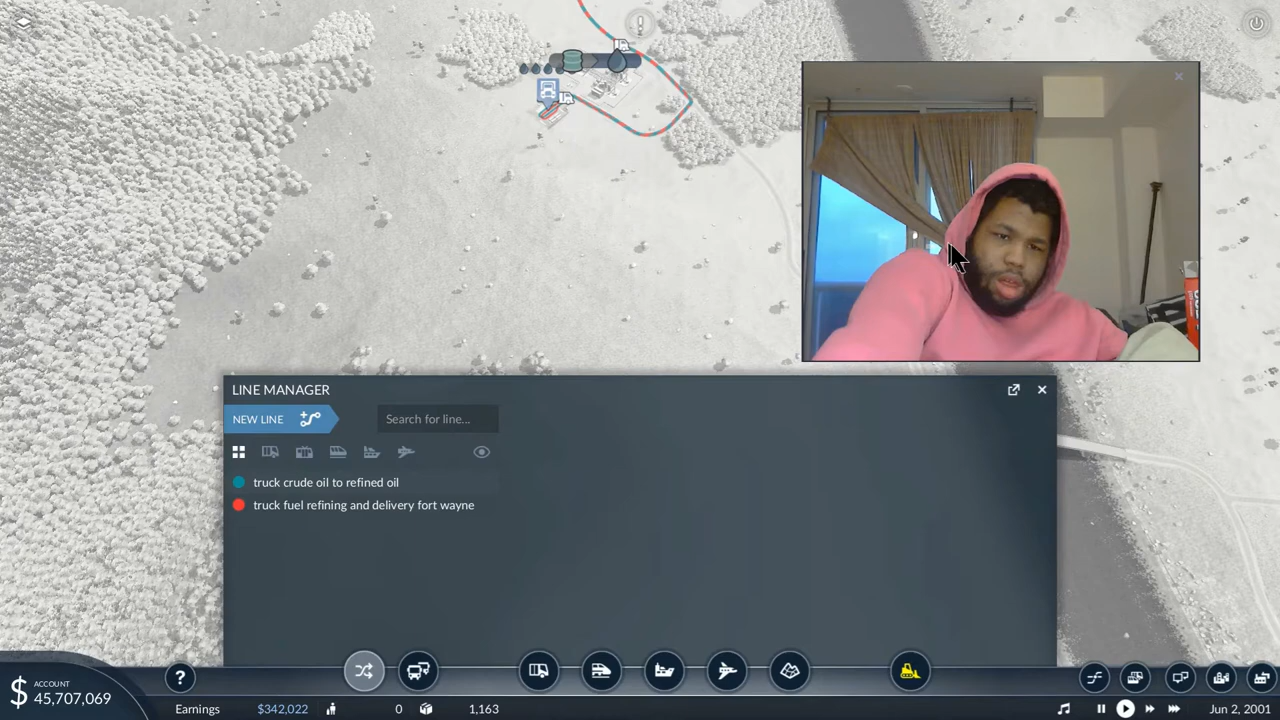 LINE MANAGER
NEW LINE
Search for line...
truck crude oil to refined oil
truck fuel refining and delivery fort wayne
?
$ ACCOUNT
45,707,069
Earnings $342,022 0 1,163 Jun 2, 2001